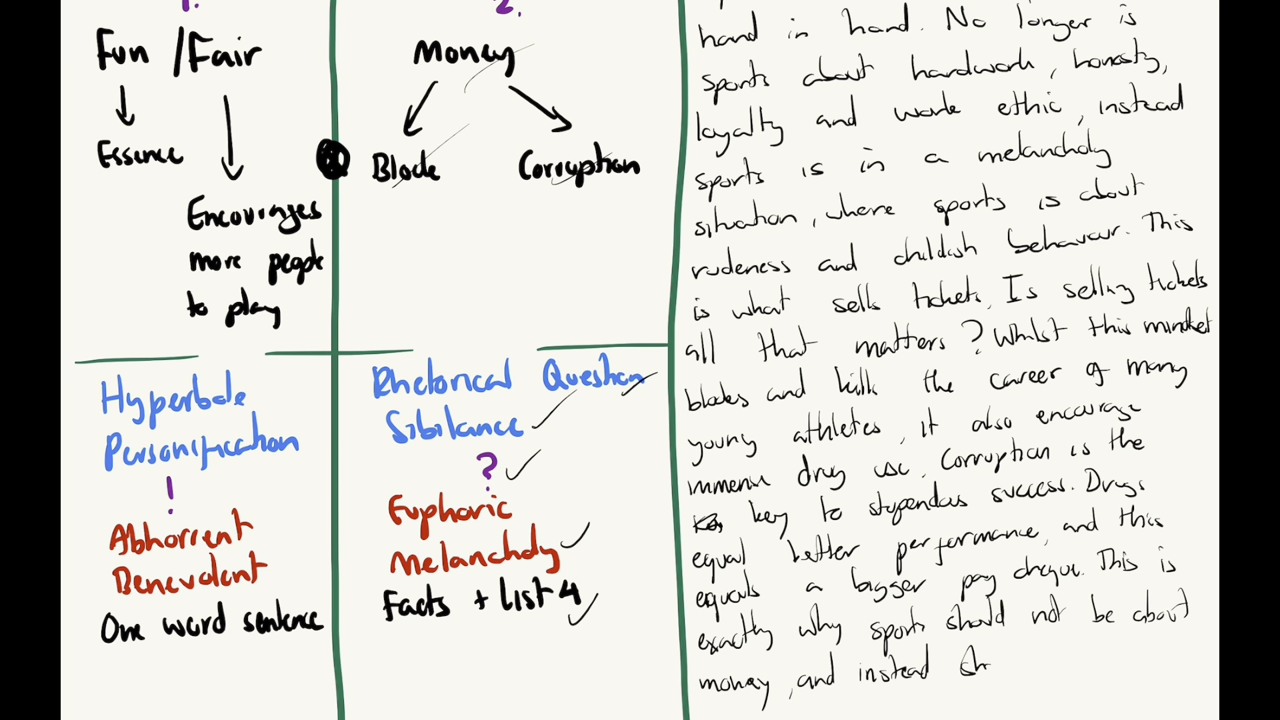 1.
Fun / Fair
Essence
Encourages
more people
to play
Hyperbole
Personification
!
Abhorrent
Benevolent
One word sentence
2.
Money
Blode
Corruption
Rhetorical Question
Sibilance
?
Euphoric
Melancholy
Facts + List 4
hand in hand. No longer is
sports about hardwork, honesty,
loyalty and work ethic, instead
sports is in a melancholy
situation, where sports is about
rudeness and childish behaviour. This
is what sells tickets. Is selling tickets
all that matters? Whilst this mindset
blodes and kills the career of many
young athletes, it also encourage
immense drug use. Corruption is the
key to stupendous success. Drugs
equal better performance, and this
equals a bigger pay cheque. This is
exactly why sports should not be about
money, and instead sh